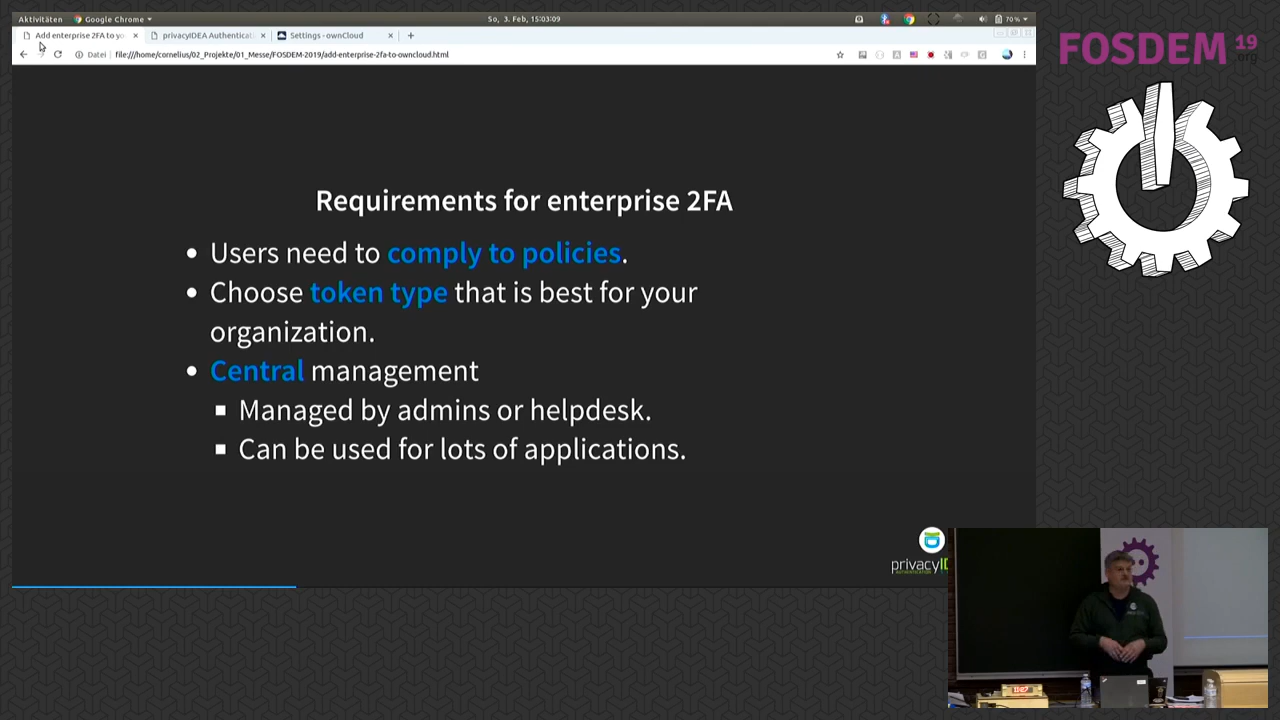 Aktivitäten Google Chrome So, 3. Feb, 15:03:09 70 %
Add enterprise 2FA to yo privacyIDEA Authenticati Settings - ownCloud
Datei file:///home/cornelius/02_Projekte/01_Messe/FOSDEM-2019/add-enterprise-2fa-to-owncloud.html
FOSDEM 19
.org
Requirements for enterprise 2FA
Users need to comply to policies.
Choose token type that is best for your
organization.
Central management
Managed by admins or helpdesk.
Can be used for lots of applications.
privacyID